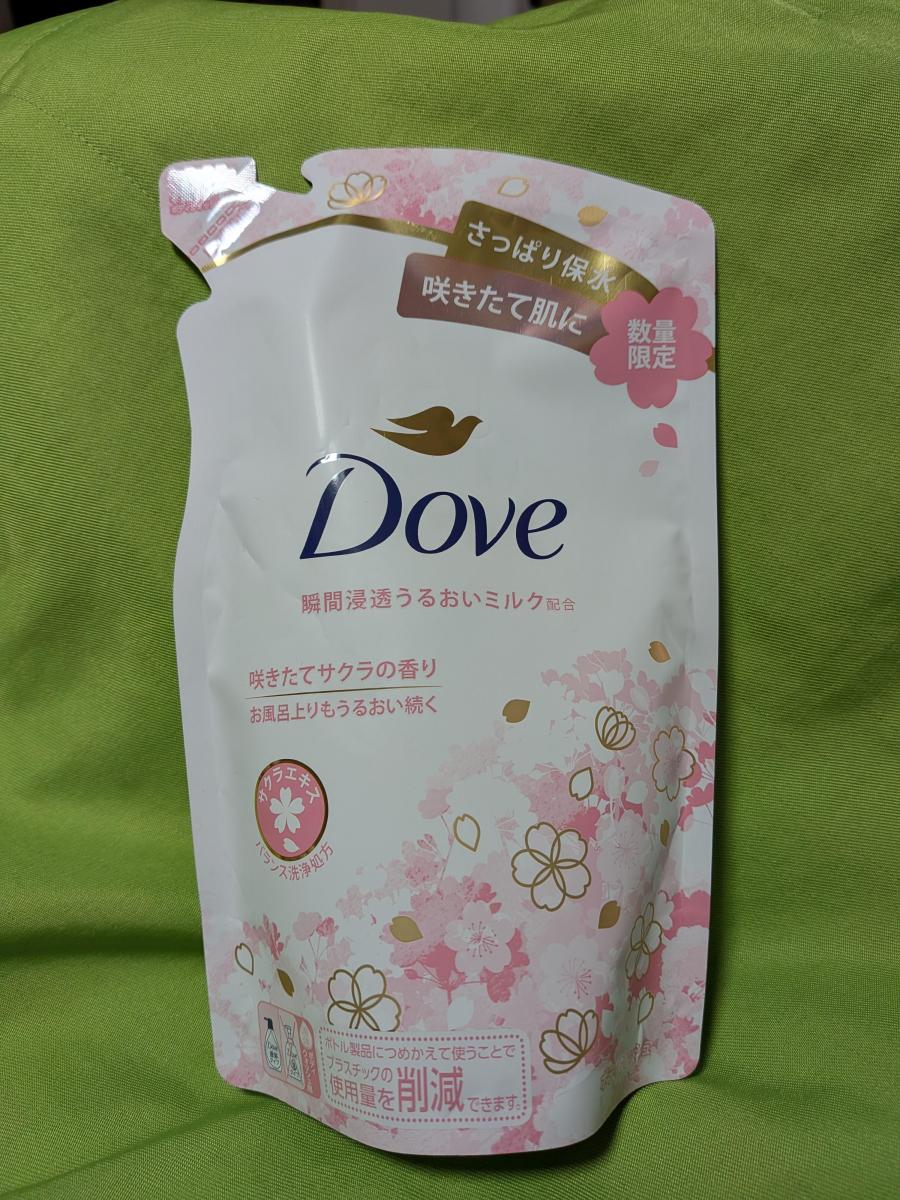 さっぱり保水
咲きたて肌に
数量
限定
Dove
瞬間浸透うるおいミルク配合
咲きたてサクラの香り
お風呂上りもうるおい続く
サクラエキス
バランス洗浄処方
ボトル製品につめかえて使うことで
プラスチックの
使用量を削減できます。